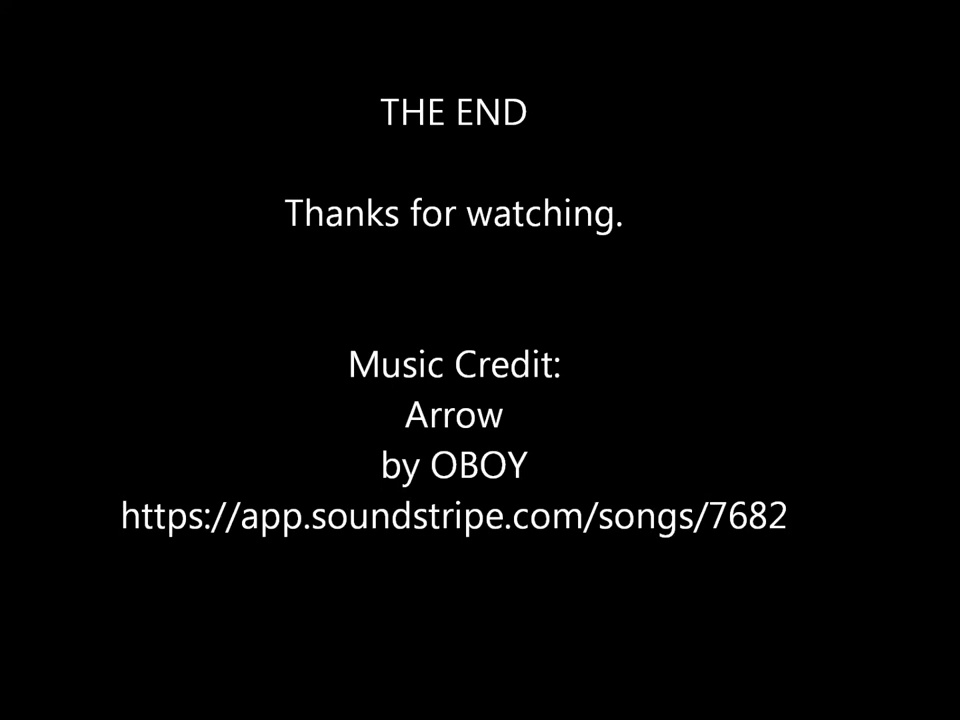 THE END
Thanks for watching.
Music Credit:
Arrow
by OBOY
https://app.soundstripe.com/songs/7682